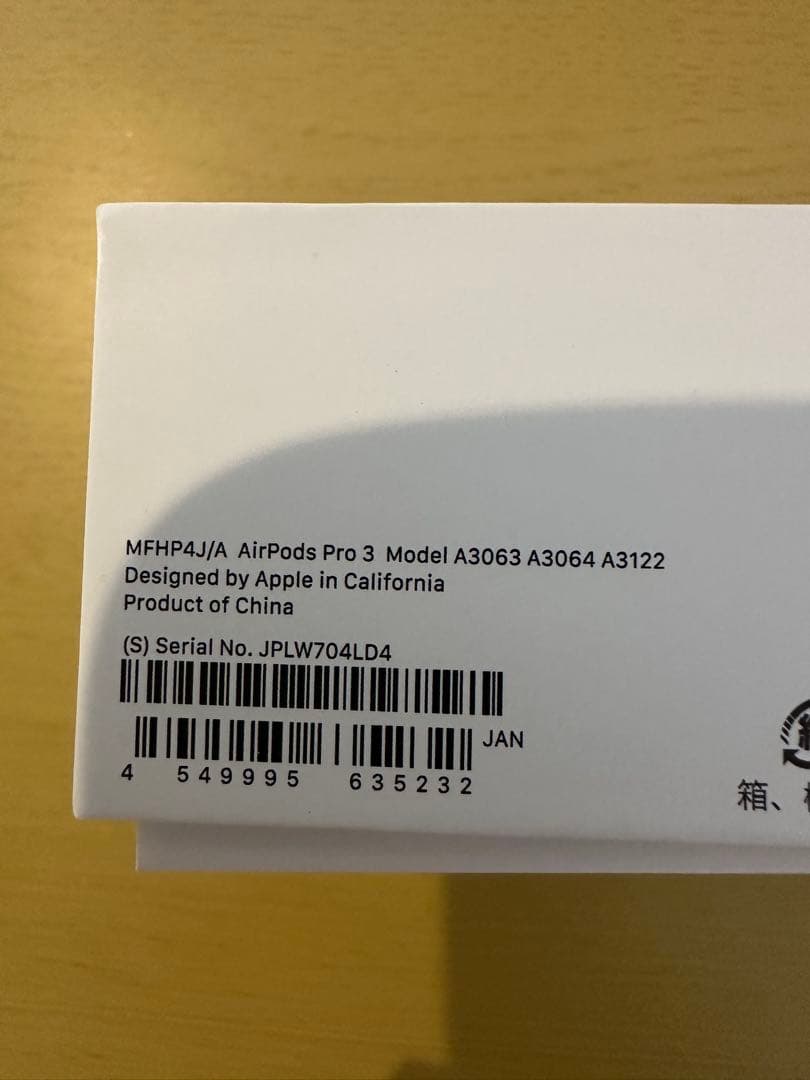 MFHP4J/A AirPods Pro 3 Model A3063 A3064 A3122
Designed by Apple in California
Product of China
(S) Serial No. JPLW704LD4
JAN
4 549995 635232
箱、